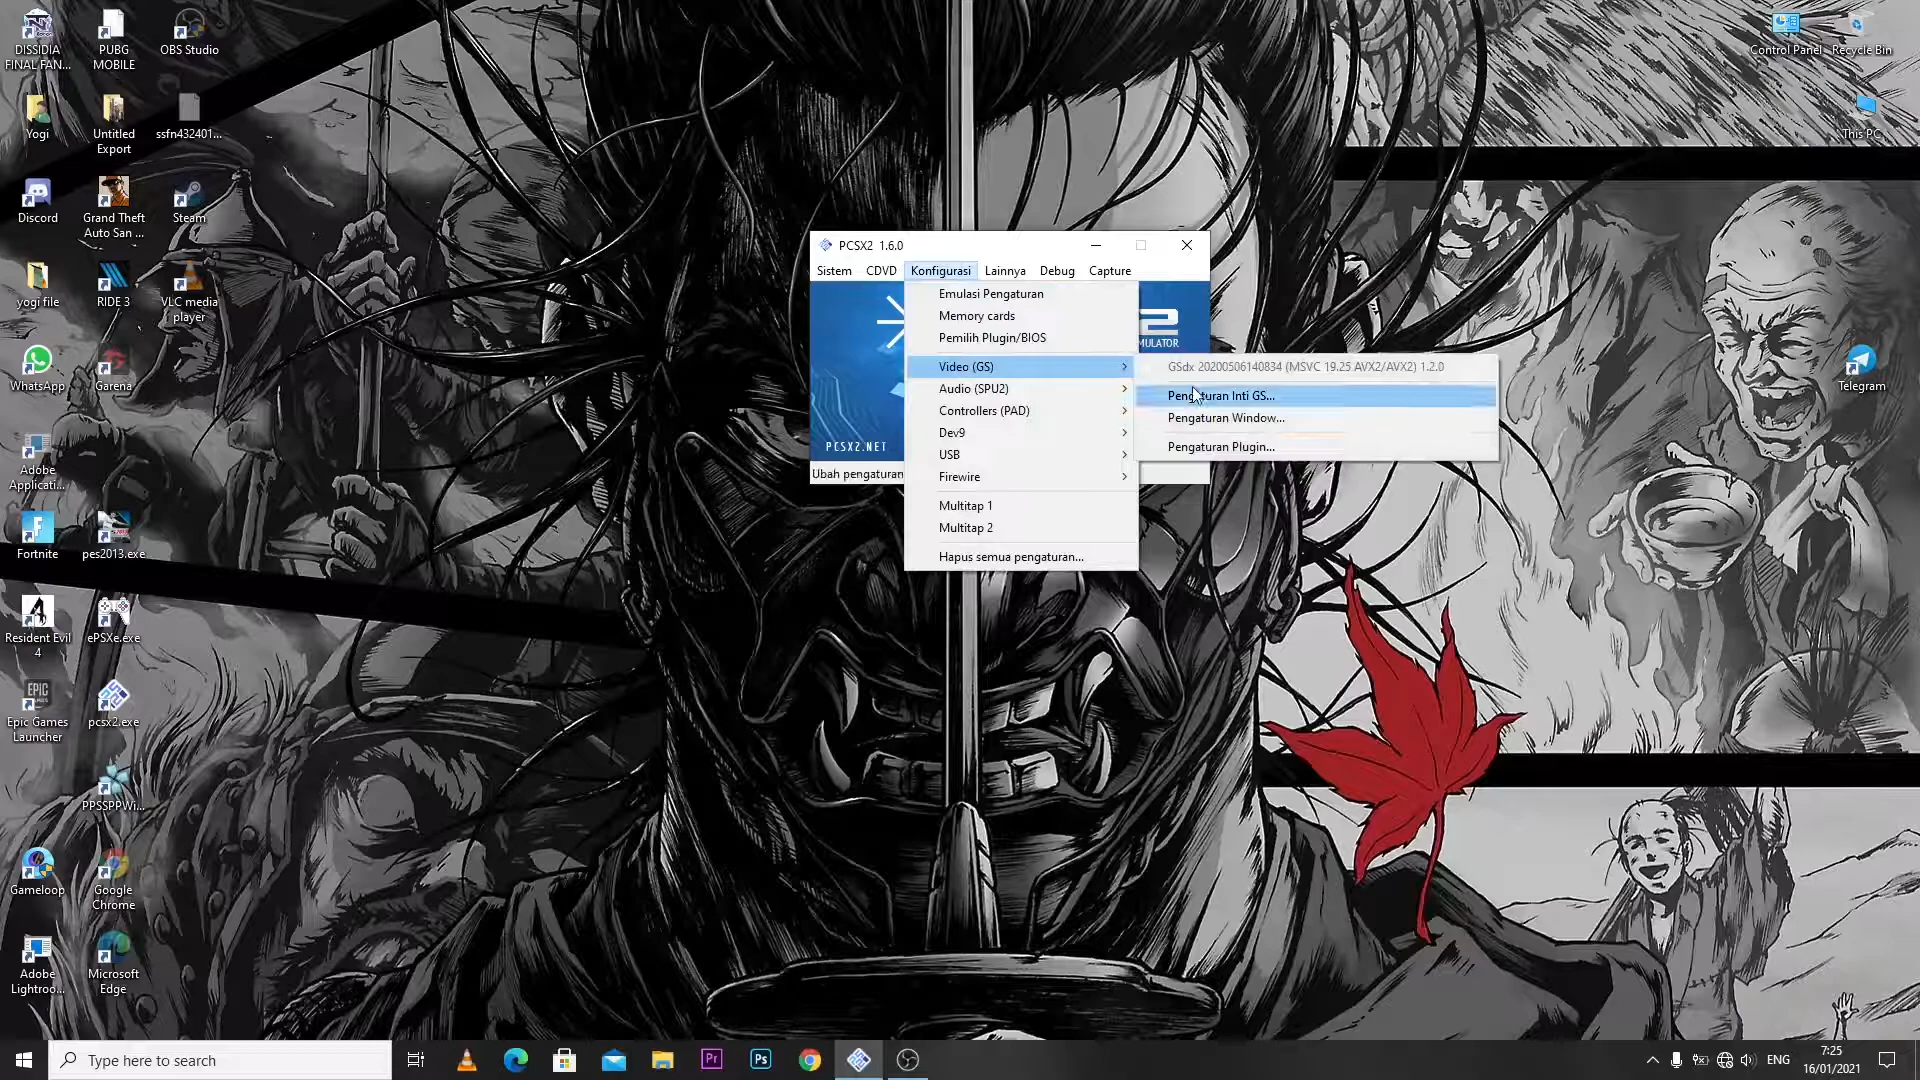 DISSIDIA
FINAL FAN...
PUBG
MOBILE
OBS Studio
Control Panel
Recycle Bin
Yogi
Untitled
Export
ssfn432401...
This PC
Discord
Grand Theft
Auto San ...
Steam
yogi file
RIDE 3
VLC media
player
WhatsApp
Garena
Telegram
Adobe
Applicati...
Fortnite
pes2013.exe
Resident Evil
4
ePSXe.exe
Epic Games
Launcher
pcsx2.exe
PPSSPPWi...
Gameloop
Google
Chrome
Adobe
Lightroo...
Microsoft
Edge
PCSX2 1.6.0
Sistem CDVD Konfigurasi Lainnya Debug Capture
Emulasi Pengaturan
Memory cards
Pemilih Plugin/BIOS
Video (GS)
Audio (SPU2)
Controllers (PAD)
Dev9
USB
Firewire
Multitap 1
Multitap 2
Hapus semua pengaturan...
GSdx 20200506140834 (MSVC 19.25 AVX2/AVX2) 1.2.0
Pengaturan Inti GS...
Pengaturan Window...
Pengaturan Plugin...
2
MULATOR
PCSX2.NET
Ubah pengaturan
EPIC
GAMES
Type here to search
Pr
Ps
ENG
7:25
16/01/2021